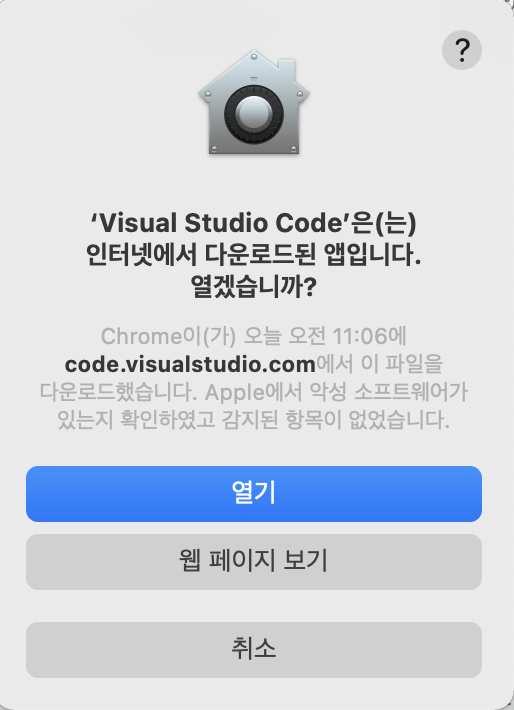 ?
‘Visual Studio Code’은(는)
인터넷에서 다운로드된 앱입니다.
열겠습니까?
Chrome이(가) 오늘 오전 11:06에
code.visualstudio.com에서 이 파일을
다운로드했습니다. Apple에서 악성 소프트웨어가
있는지 확인하였고 감지된 항목이 없었습니다.
열기
웹 페이지 보기
취소